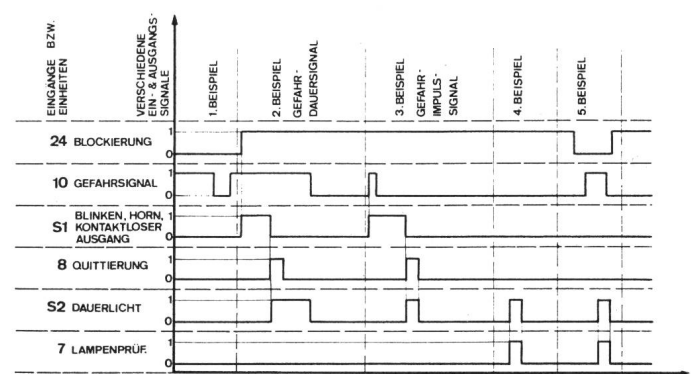 EINGÄNGE BZW.
EINHEITEN
VERSCHIEDENE
EIN- & AUSGANGS-
SIGNALE
1. BEISPIEL
2. BEISPIEL
GEFAHR-
DAUERSIGNAL
3. BEISPIEL
GEFAHR-
IMPULS-
SIGNAL
4. BEISPIEL
5. BEISPIEL
24 BLOCKIERUNG
1
0
10 GEFAHRSIGNAL
1
0
S1 BLINKEN, HORN,
KONTAKTLOSER
AUSGANG
1
0
8 QUITTIERUNG
1
0
S2 DAUERLICHT
1
0
7 LAMPENPRÜF.
1
0